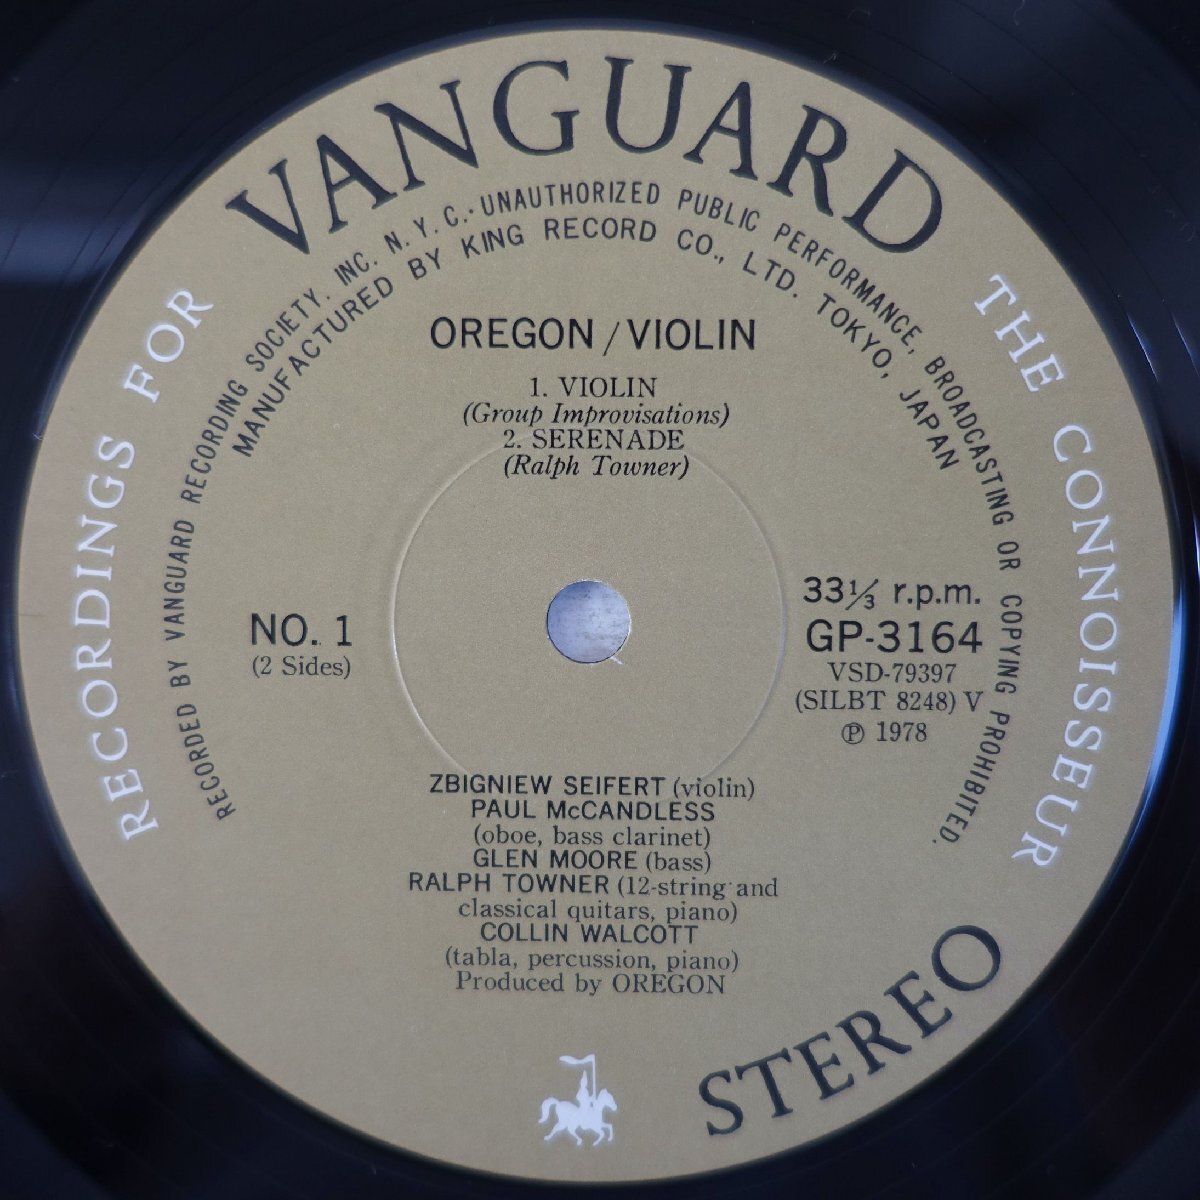 VANGUARD
RECORDINGS FOR THE CONNOISSEUR
RECORDED BY VANGUARD RECORDING SOCIETY. INC. N. Y. C.・UNAUTHORIZED PUBLIC PERFORMANCE, BROADCASTING OR COPYING PROHIBITED.
MANUFACTURED BY KING RECORD CO., LTD. TOKYO, JAPAN
OREGON / VIOLIN
1. VIOLIN
(Group Improvisations)
2. SERENADE
(Ralph Towner)
NO. 1
(2 Sides)
33⅓ r.p.m.
GP-3164
VSD-79397
(SILBT 8248) V
℗ 1978
ZBIGNIEW SEIFERT (violin)
PAUL McCANDLESS
(oboe, bass clarinet)
GLEN MOORE (bass)
RALPH TOWNER (12-string and
classical quitars, piano)
COLLIN WALCOTT
(tabla, percussion, piano)
Produced by OREGON
STEREO